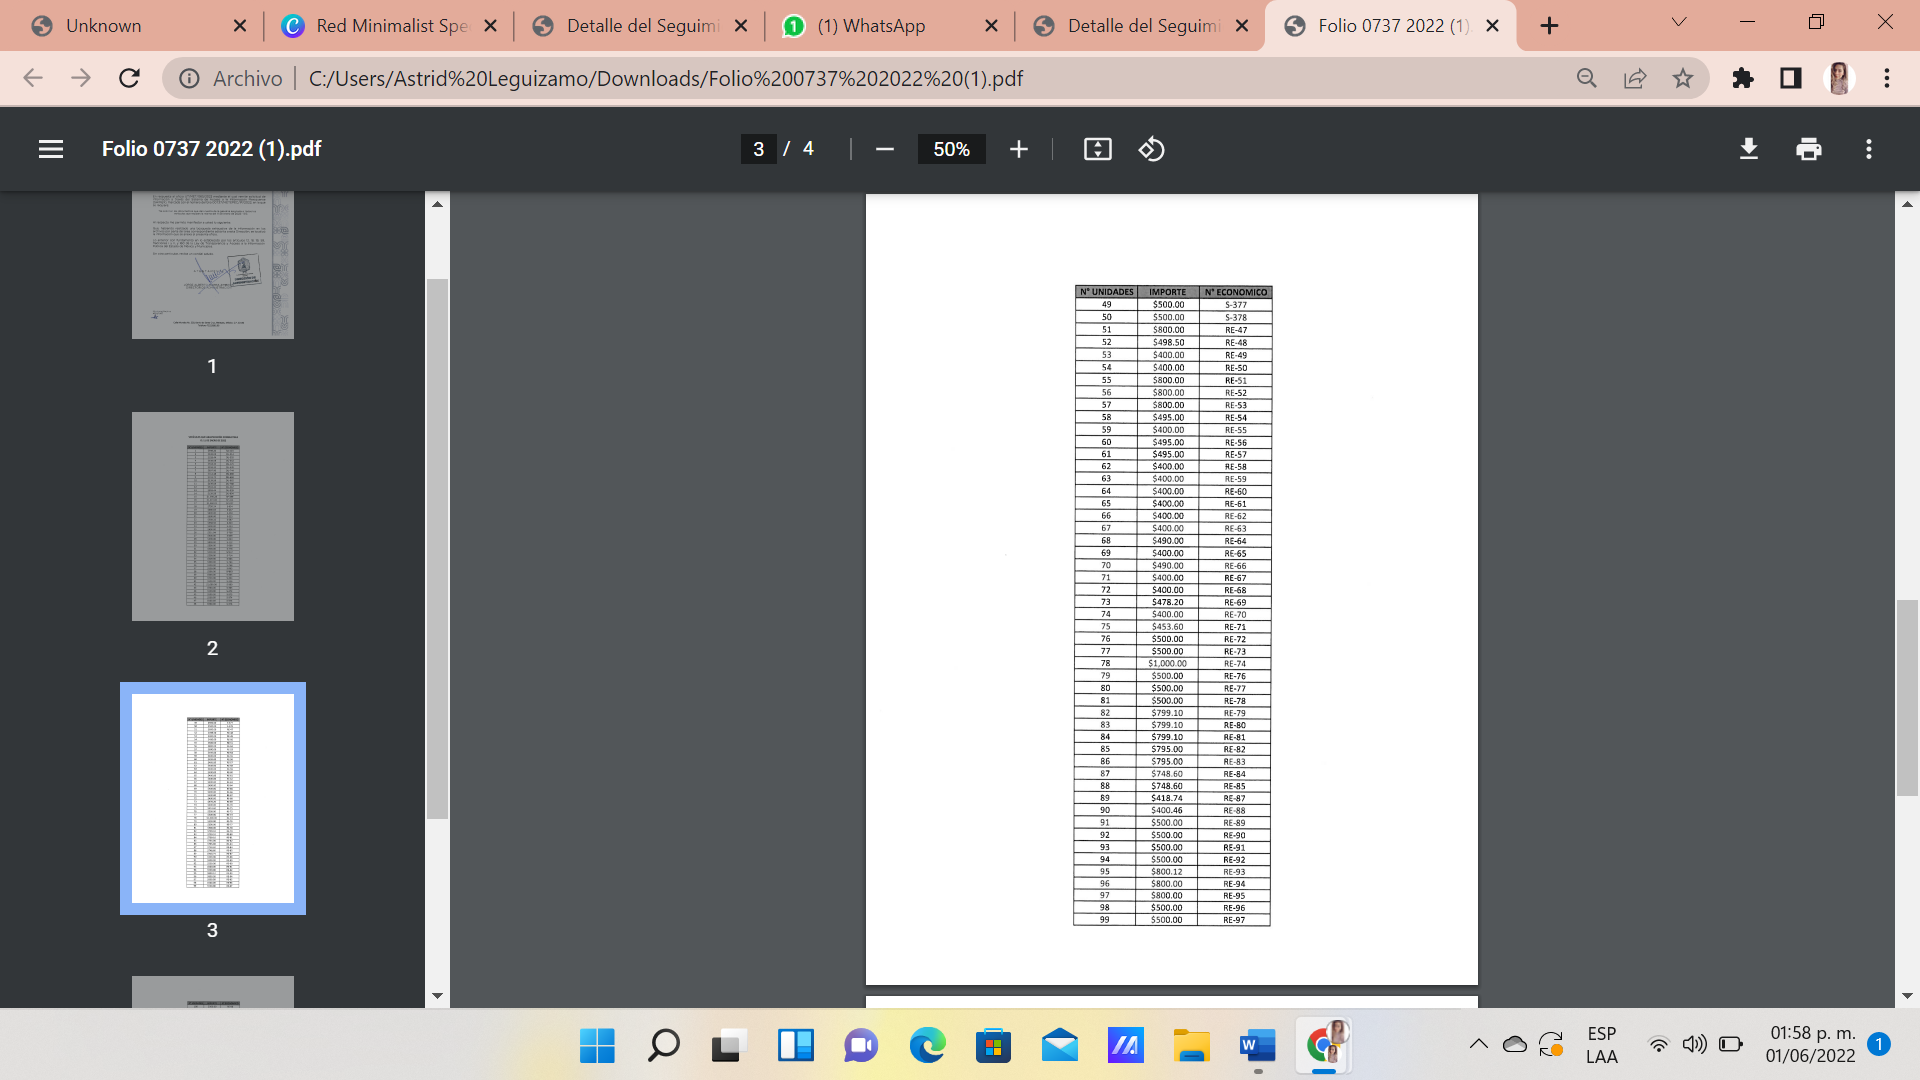 Unknown
Red Minimalist Spe
Detalle del Seguimi
(1) WhatsApp
Detalle del Seguimi
Folio 0737 2022 (1).
Archivo
C:/Users/Astrid%20Leguizamo/Downloads/Folio%200737%202022%20(1).pdf
Folio 0737 2022 (1).pdf
3 / 4
50%
1
2
3
N° UNIDADES IMPORTE N° ECONOMICO
49 $500.00 S-377
50 $500.00 S-378
51 $800.00 RE-47
52 $498.50 RE-48
53 $400.00 RE-49
54 $400.00 RE-50
55 $800.00 RE-51
56 $800.00 RE-52
57 $800.00 RE-53
58 $495.00 RE-54
59 $400.00 RE-55
60 $495.00 RE-56
61 $495.00 RE-57
62 $400.00 RE-58
63 $400.00 RE-59
64 $400.00 RE-60
65 $400.00 RE-61
66 $400.00 RE-62
67 $400.00 RE-63
68 $490.00 RE-64
69 $400.00 RE-65
70 $490.00 RE-66
71 $400.00 RE-67
72 $400.00 RE-68
73 $478.20 RE-69
74 $400.00 RE-70
75 $453.60 RE-71
76 $500.00 RE-72
77 $500.00 RE-73
78 $1,000.00 RE-74
79 $500.00 RE-76
80 $500.00 RE-77
81 $500.00 RE-78
82 $799.10 RE-79
83 $799.10 RE-80
84 $799.10 RE-81
85 $795.00 RE-82
86 $795.00 RE-83
87 $748.60 RE-84
88 $748.60 RE-85
89 $418.74 RE-87
90 $400.46 RE-88
91 $500.00 RE-89
92 $500.00 RE-90
93 $500.00 RE-91
94 $500.00 RE-92
95 $800.12 RE-93
96 $800.00 RE-94
97 $800.00 RE-95
98 $500.00 RE-96
99 $500.00 RE-97
ESP
LAA
01:58 p. m.
01/06/2022
1